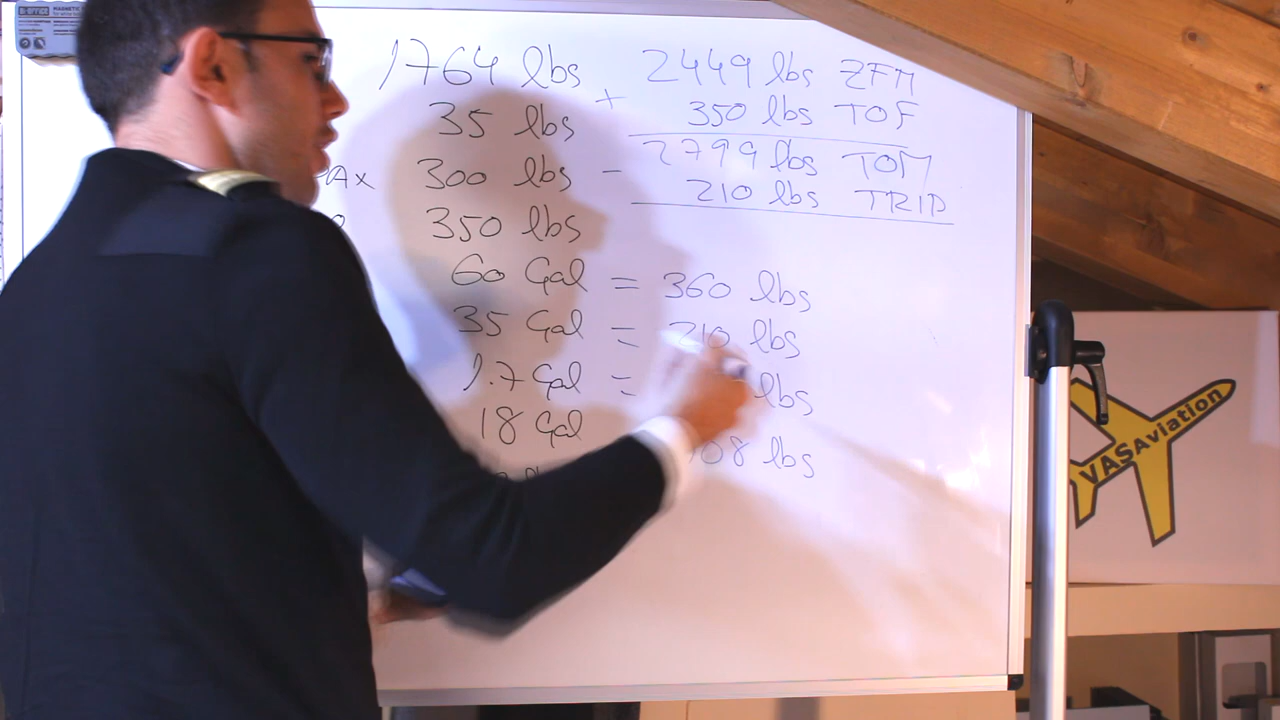 1764 lbs
35 lbs
PAx 300 lbs
350 lbs
60 Gal = 360 lbs
35 Gal = 210 lbs
1.7 Gal = lbs
18 Gal
108 lbs
2449 lbs ZFM
+ 350 lbs TOF
2799 lbs TOM
- 210 lbs TRIP
VASAviation